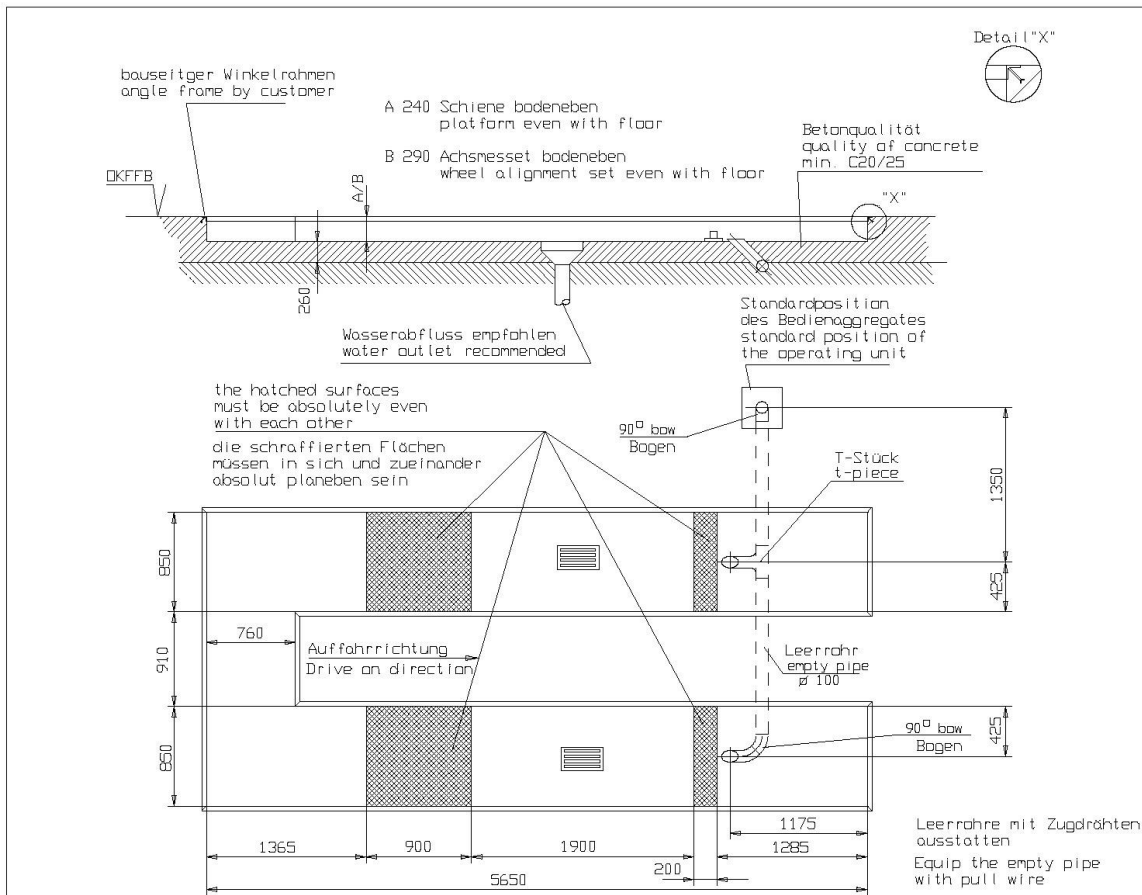 Detail"X"
bauseitger Winkelrahmen
angle frame by customer
A 240 Schiene bodeneben
platform even with floor
B 290 Achsmesset bodeneben
wheel alignment set even with floor
Betonqualität
quality of concrete
min. C20/25
OKFFB
A/B
"X"
260
Wasserabfluss empfohlen
water outlet recommended
Standardposition
des Bedienaggregates
standard position of
the operating unit
the hatched surfaces
must be absolutely even
with each other
die schraffierten Flächen
müssen in sich und zueinander
absolut planeben sein
90° bow
Bogen
T-Stück
t-piece
1350
850
425
760
910
Auffahrrichtung
Drive on direction
Leerrohr
empty pipe
ø 100
850
90° bow
Bogen
425
1175
1365
900
1900
200
1285
5650
Leerrohre mit Zugdrähten
ausstatten
Equip the empty pipe
with pull wire